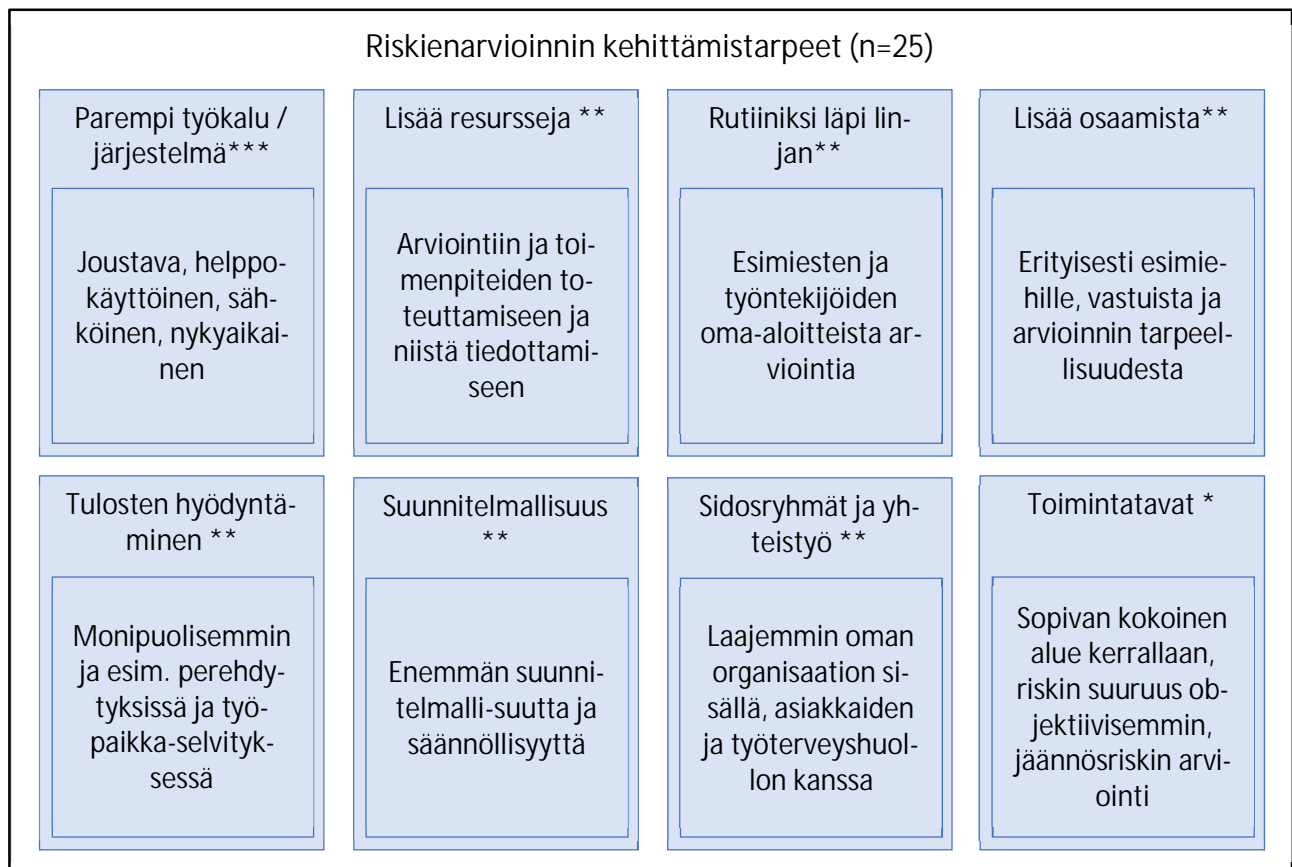 Riskienarvioinnin kehittämistarpeet (n=25)
Parempi työkalu /
järjestelmä***
Joustava, helppo-
käyttöinen, säh-
köinen, nykyaikai-
nen
Lisää resursseja **
Arviointiin ja toi-
menpiteiden to-
teuttamiseen ja
niistä tiedottami-
seen
Rutiiniksi läpi lin-
jan**
Esimiesten ja
työntekijöiden
oma-aloitteista ar-
viointia
Lisää osaamista**
Erityisesti esimie-
hille, vastuista ja
arvioinnin tarpeel-
lisuudesta
Tulosten hyödyntä-
minen **
Monipuolisemmin
ja esim. perehdy-
tyksissä ja työ-
paikka-selvityk-
sessä
Suunnitelmallisuus
**
Enemmän suunni-
telmalli-suutta ja
säännöllisyyttä
Sidosryhmät ja yh-
teistyö **
Laajemmin oman
organisaation si-
sällä, asiakkaiden
ja työterveyshuol-
lon kanssa
Toimintatavat *
Sopivan kokoinen
alue kerrallaan,
riskin suuruus ob-
jektiivisemmin,
jäännösriskin arvi-
ointi